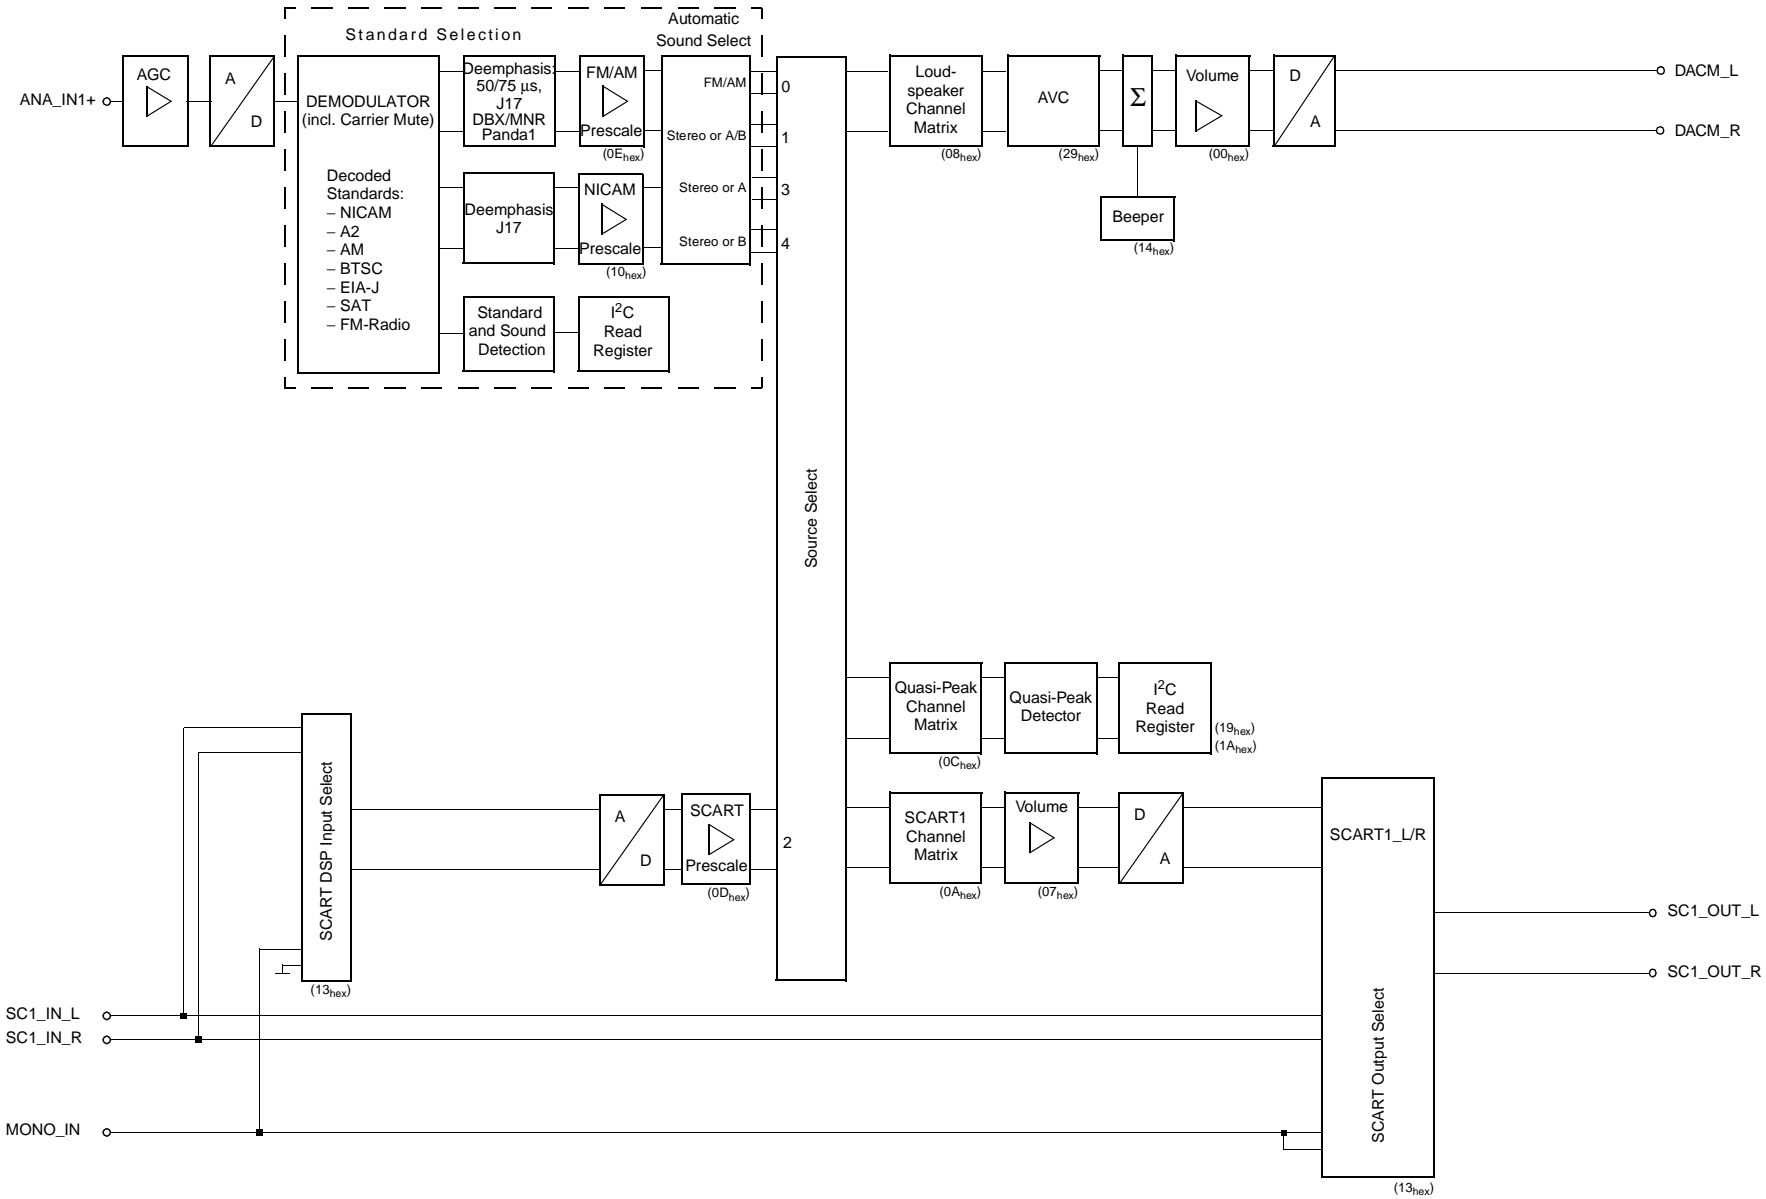 Standard Selection
Automatic
Sound Select
ANA_IN1+
AGC
A
D
DEMODULATOR
(incl. Carrier Mute)
Decoded
Standards:
– NICAM
– A2
– AM
– BTSC
– EIA-J
– SAT
– FM-Radio
Deemphasis:
50/75 µs,
J17
DBX/MNR
Panda1
FM/AM
Prescale
(0Ehex)
Deemphasis
J17
NICAM
Prescale
(10hex)
Standard
and Sound
Detection
I2C
Read
Register
FM/AM
Stereo or A/B
Stereo or A
Stereo or B
0
1
3
4
Source Select
Loud-
speaker
Channel
Matrix
(08hex)
AVC
(29hex)
Σ
Beeper
(14hex)
Volume
(00hex)
D
A
DACM_L
DACM_R
Quasi-Peak
Channel
Matrix
(0Chex)
Quasi-Peak
Detector
I2C
Read
Register
(19hex)
(1Ahex)
SCART DSP Input Select
(13hex)
A
D
SCART
Prescale
(0Dhex)
2
SCART1
Channel
Matrix
(0Ahex)
Volume
(07hex)
D
A
SCART1_L/R
SCART Output Select
(13hex)
SC1_OUT_L
SC1_OUT_R
SC1_IN_L
SC1_IN_R
MONO_IN